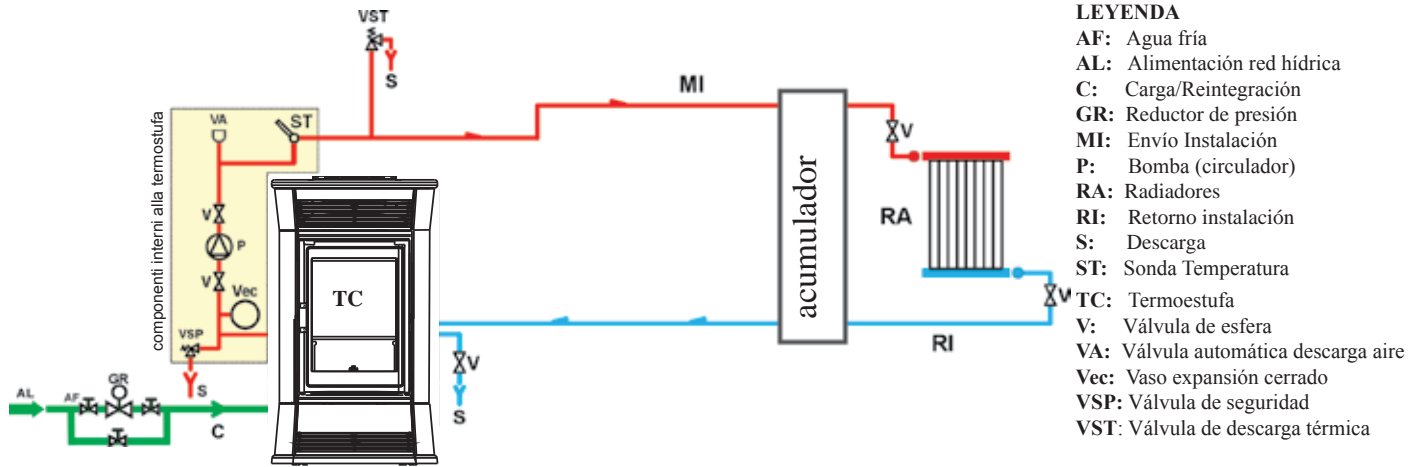 VST
S
MI
VA
ST
V
P
V
Vec
VSP
S
componenti interni alla termostufa
TC
acumulador
V
RA
V
RI
V
S
AL
AF
GR
C
LEYENDA
AF: Agua fría
AL: Alimentación red hídrica
C: Carga/Reintegración
GR: Reductor de presión
MI: Envío Instalación
P: Bomba (circulador)
RA: Radiadores
RI: Retorno instalación
S: Descarga
ST: Sonda Temperatura
TC: Termoestufa
V: Válvula de esfera
VA: Válvula automática descarga aire
Vec: Vaso expansión cerrado
VSP: Válvula de seguridad
VST: Válvula de descarga térmica